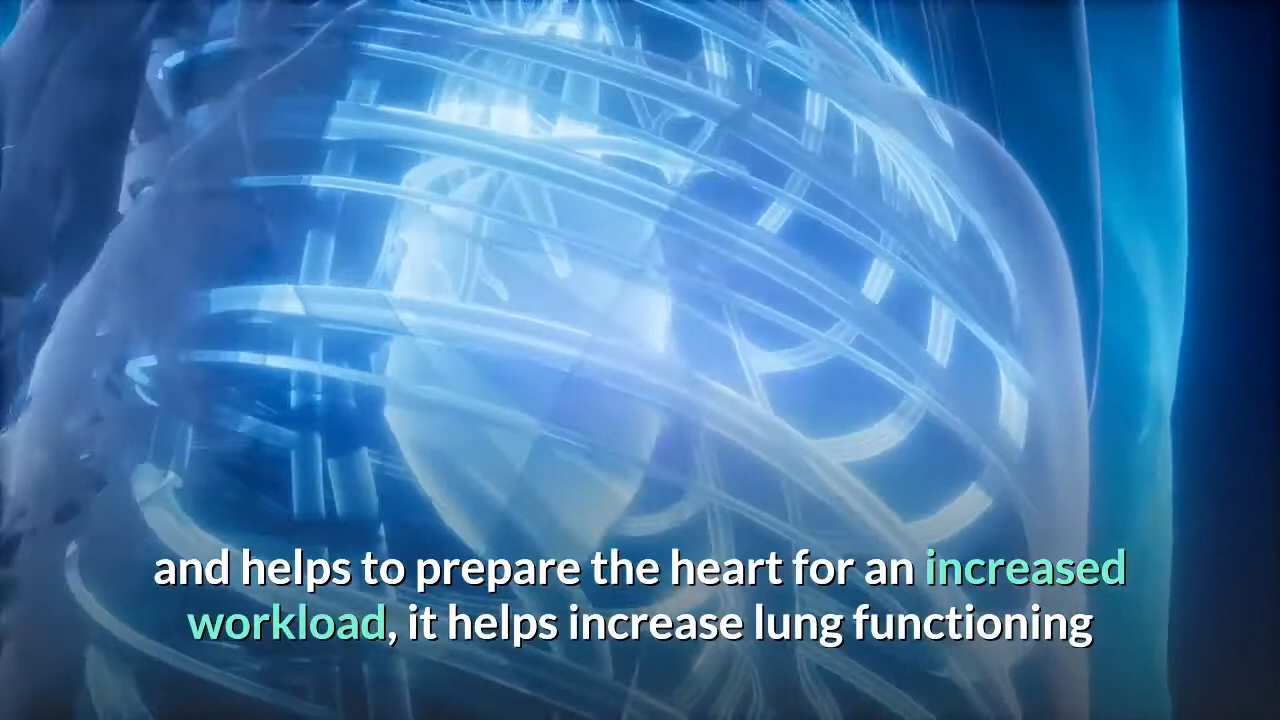 and helps to prepare the heart for an increased
workload, it helps increase lung functioning